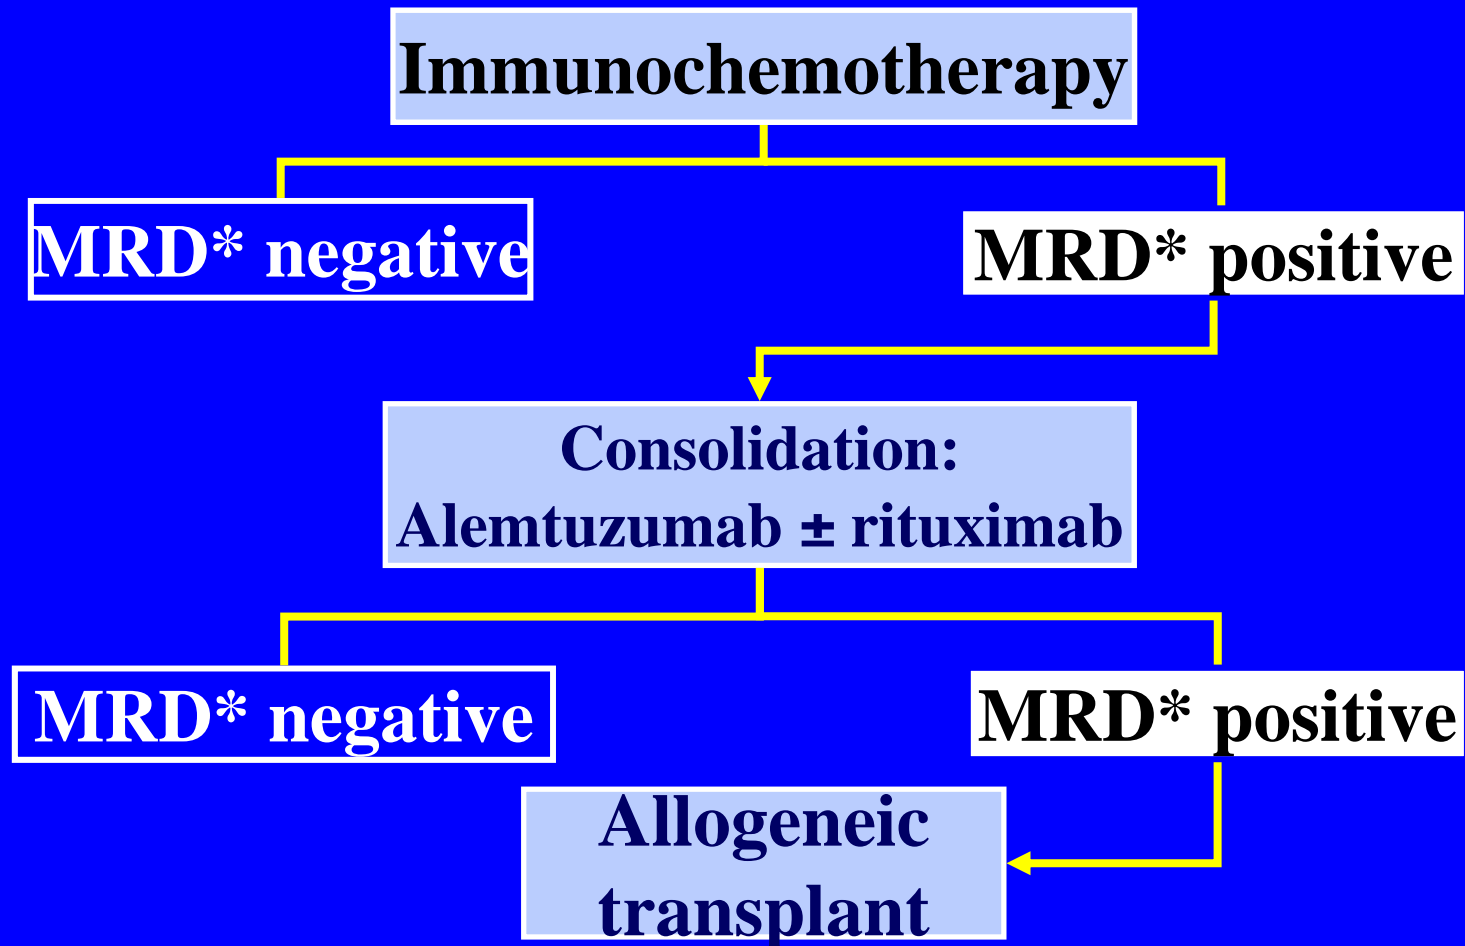 Immunochemotherapy
MRD* negative
MRD* positive
Consolidation:
Alemtuzumab ± rituximab
MRD* negative
MRD* positive
Allogeneic
transplant